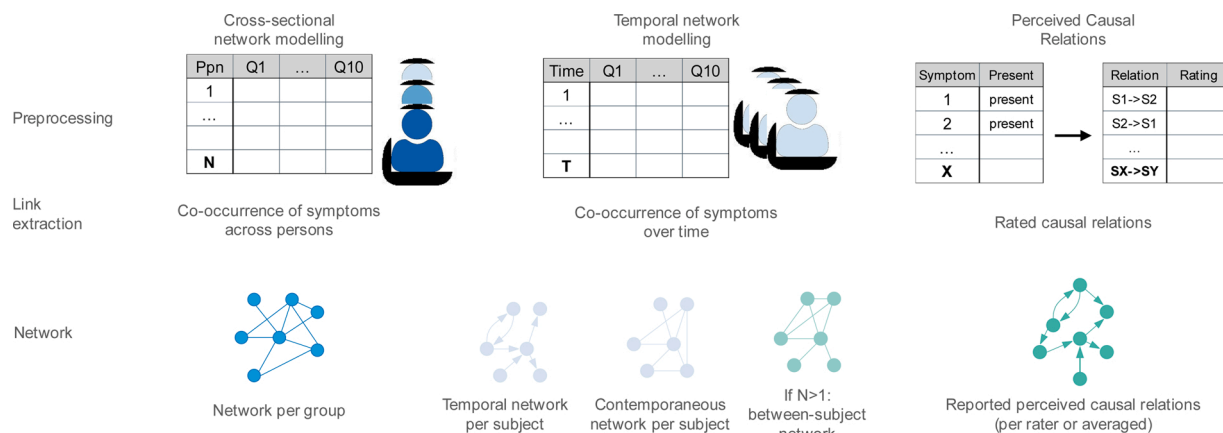 Cross-sectional
network modelling
Temporal network
modelling
Perceived Causal
Relations
Preprocessing
Ppn Q1 … Q10
1
...
N
Time Q1 … Q10
1
...
T
Symptom Present
1 present
2 present
...
X
Relation Rating
S1->S2
S2->S1
...
SX->SY
Link
extraction
Co-occurrence of symptoms
across persons
Co-occurrence of symptoms
over time
Rated causal relations
Network
Network per group
Temporal network
per subject
Contemporaneous
network per subject
If N>1:
between-subject
network
Reported perceived causal relations
(per rater or averaged)